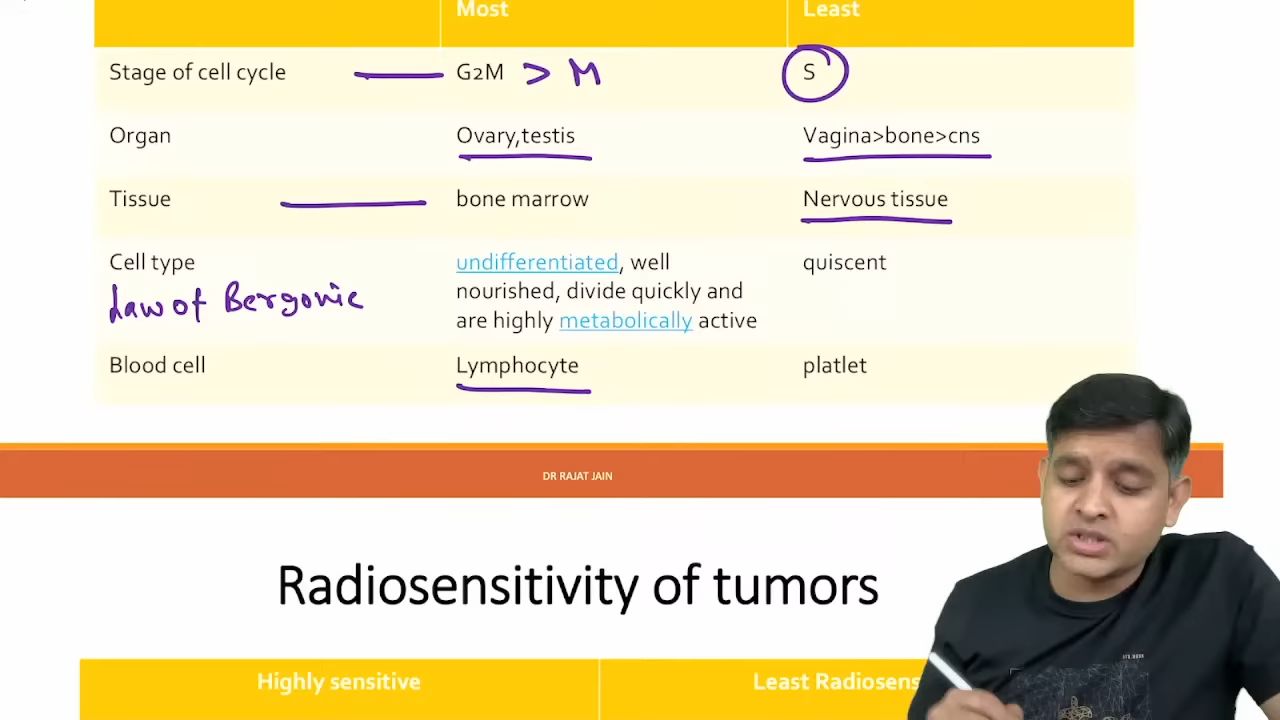 Most Least
Stage of cell cycle G2M > M S
Organ Ovary,testis Vagina>bone>cns
Tissue bone marrow Nervous tissue
Cell type undifferentiated, well quiscent
Law of Bergonie nourished, divide quickly and
are highly metabolically active
Blood cell Lymphocyte platlet
DR RAJAT JAIN
Radiosensitivity of tumors
Highly sensitive Least Radiosens